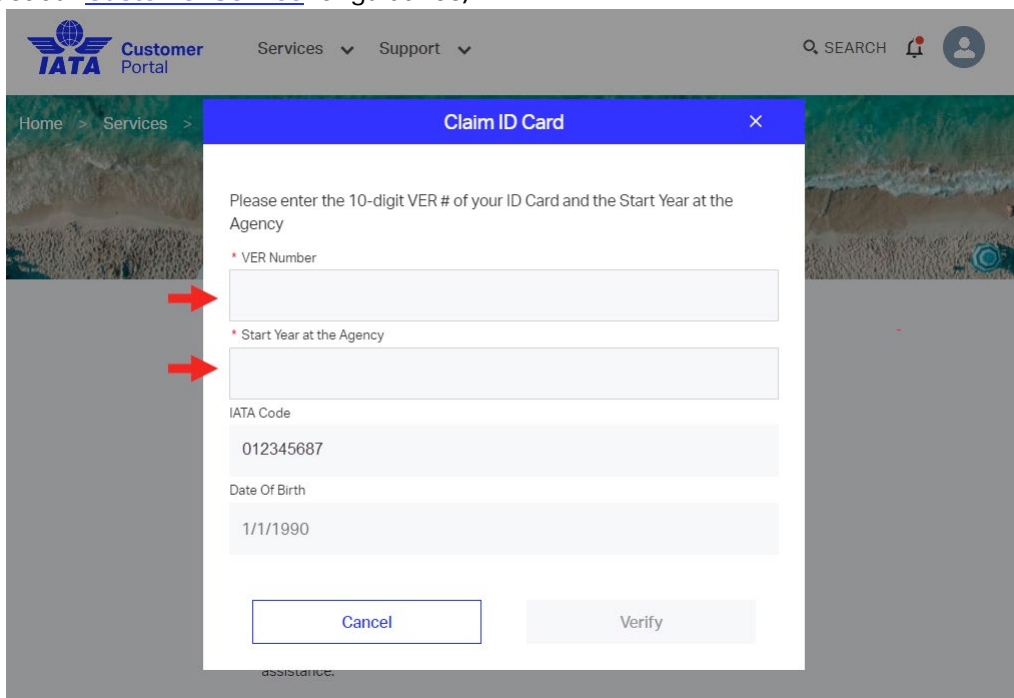 Customer Service
Customer
Portal
IATA
Services
Support
SEARCH
Home > Services >
Claim ID Card
Please enter the 10-digit VER # of your ID Card and the Start Year at the
Agency
* VER Number
* Start Year at the Agency
IATA Code
012345687
Date Of Birth
1/1/1990
Cancel
Verify
assistance.